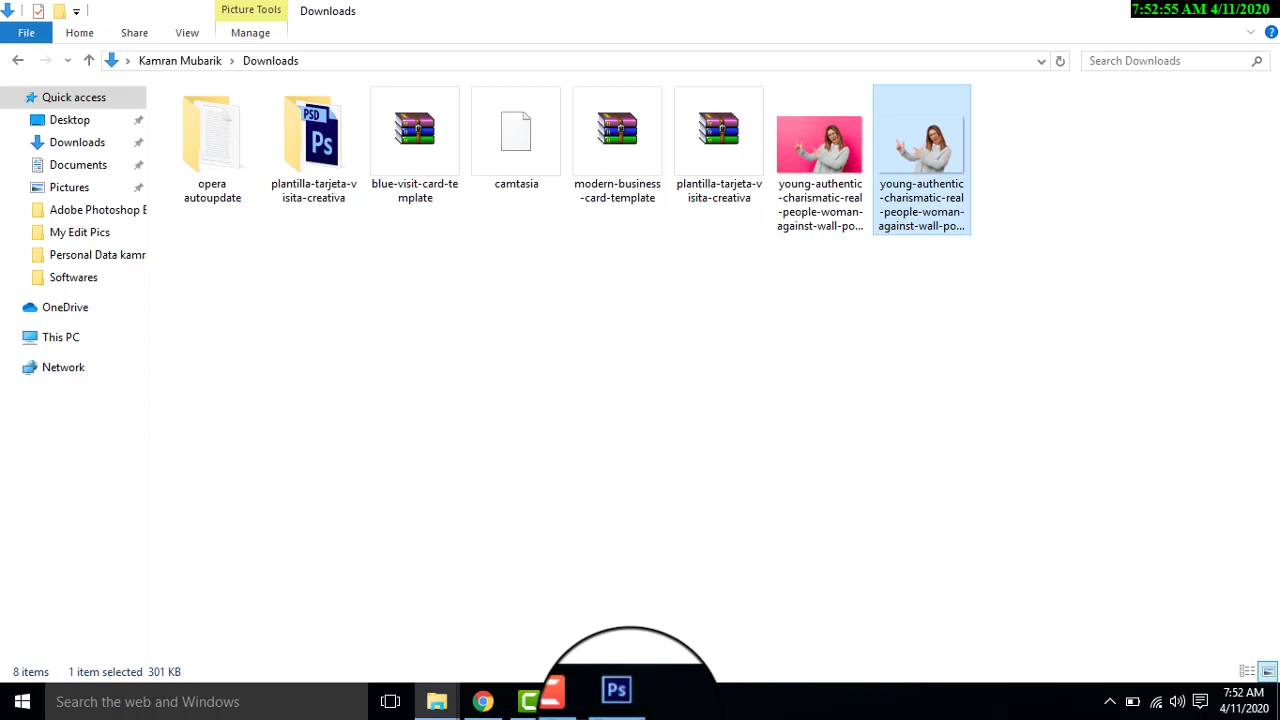 Picture Tools
Downloads
7:52:55 AM 4/11/2020
File
Home
Share
View
Manage
Kamran Mubarik
Downloads
Search Downloads
Quick access
Desktop
Downloads
Documents
Pictures
Adobe Photoshop E
My Edit Pics
Personal Data kamr
Softwares
OneDrive
This PC
Network
PSD
Ps
opera
autoupdate
plantilla-tarjeta-v
isita-creativa
blue-visit-card-te
mplate
camtasia
modern-business
-card-template
plantilla-tarjeta-v
isita-creativa
young-authentic
-charismatic-real
-people-woman-
against-wall-po...
young-authentic
-charismatic-real
-people-woman-
against-wall-po...
8 items
1 item selected 301 KB
Search the web and Windows
Ps
7:52 AM
4/11/2020